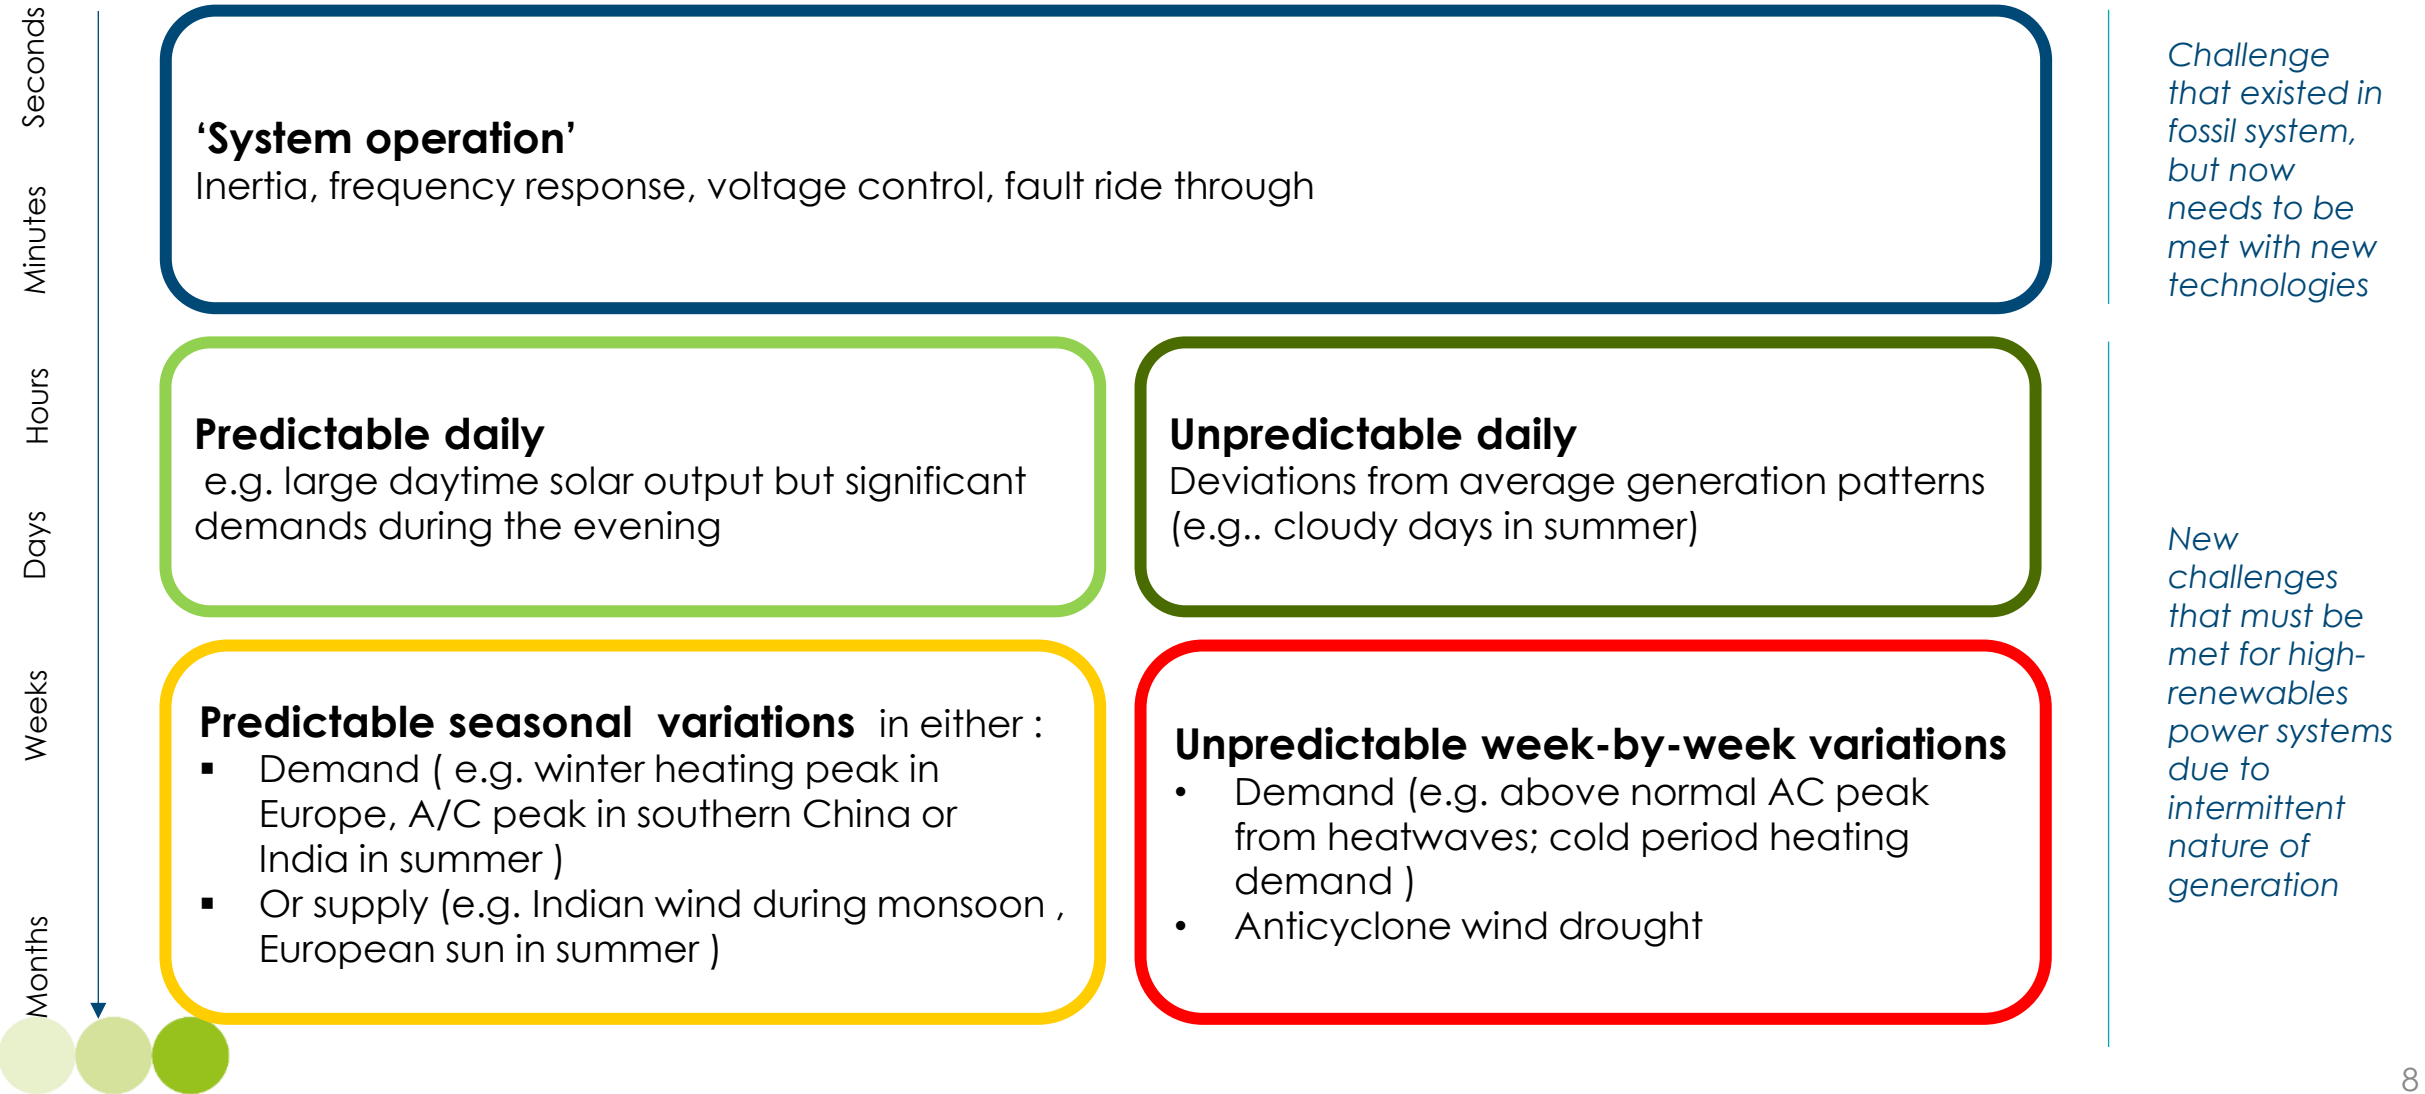 Seconds
Minutes
Hours
Days
Weeks
Months
‘System operation’
Inertia, frequency response, voltage control, fault ride through
Challenge
that existed in
fossil system,
but now
needs to be
met with new
technologies
Predictable daily
e.g. large daytime solar output but significant
demands during the evening
Unpredictable daily
Deviations from average generation patterns
(e.g.. cloudy days in summer)
Predictable seasonal  variations  in either :
▪ Demand ( e.g. winter heating peak in
Europe, A/C peak in southern China or
India in summer )
▪ Or supply (e.g. Indian wind during monsoon ,
European sun in summer )
Unpredictable week-by-week variations
• Demand (e.g. above normal AC peak
from heatwaves; cold period heating
demand )
• Anticyclone wind drought
New
challenges
that must be
met for high-
renewables
power systems
due to
intermittent
nature of
generation
8